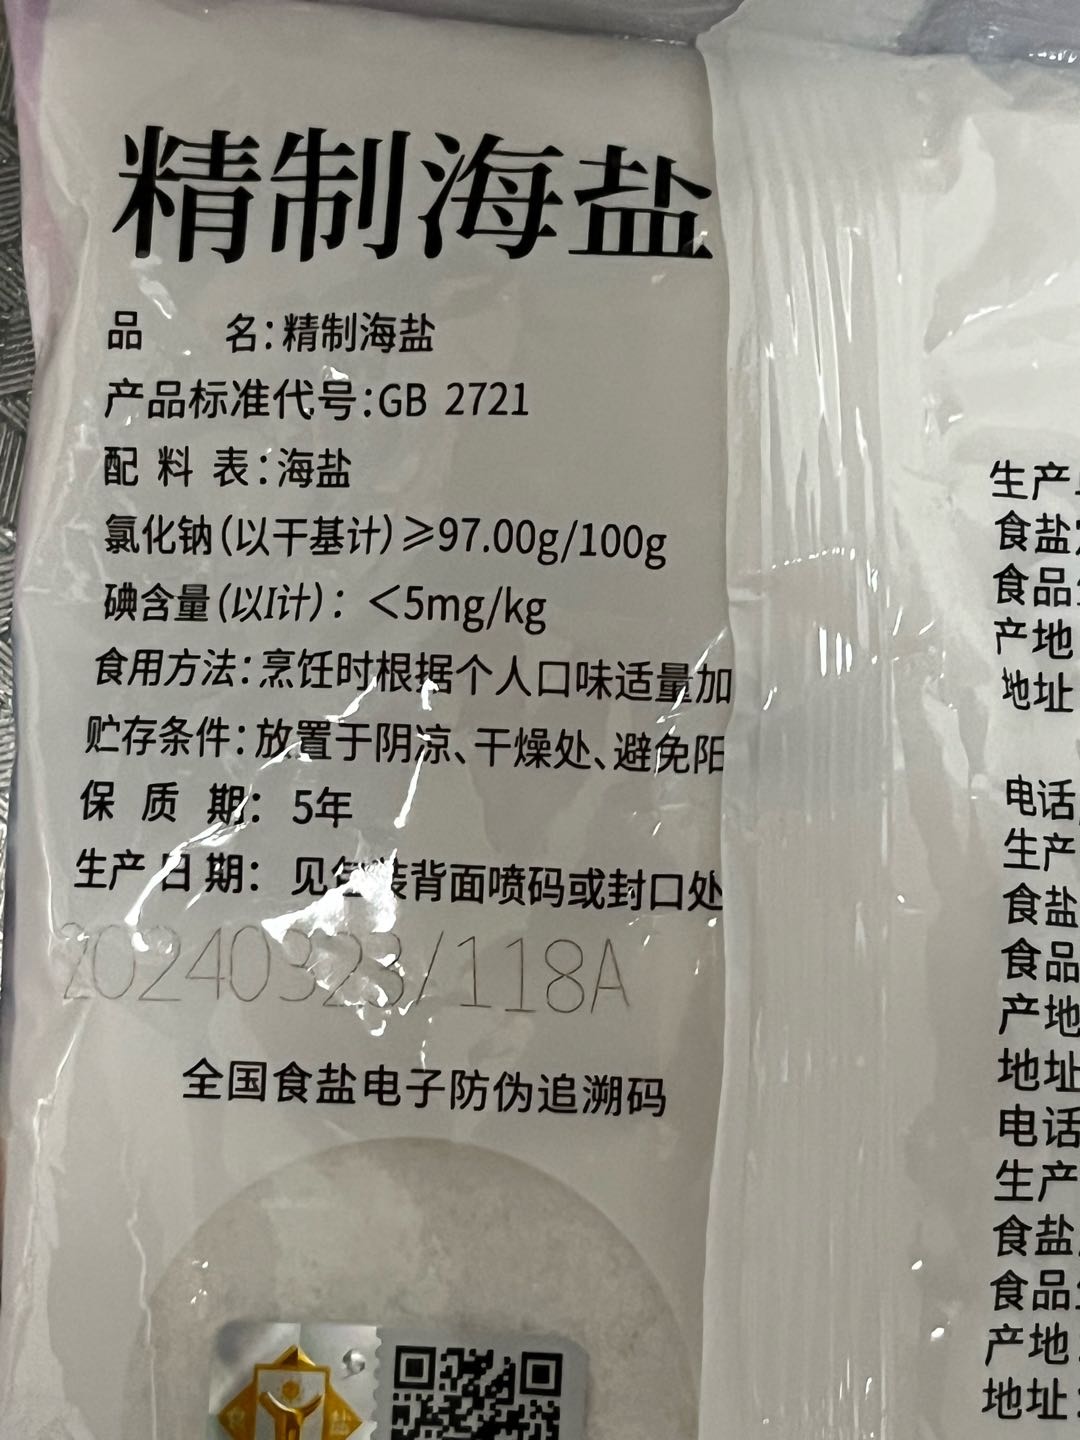 精制海盐
品 名：精制海盐
产品标准代号：GB 2721
配 料 表：海盐
氯化钠（以干基计）≥97.00g/100g
碘含量（以I计）：＜5mg/kg
食用方法：烹饪时根据个人口味适量加
贮存条件：放置于阴凉、干燥处、避免阳
保 质 期：5年
生产日期：见包装背面喷码或封口处
20240323/118A
全国食盐电子防伪追溯码
食 盐
生产
食盐
食品
产地
地址
电话
生产
食盐
食品
产地
地址
电话
生产
食盐
食品
产地：
地址：